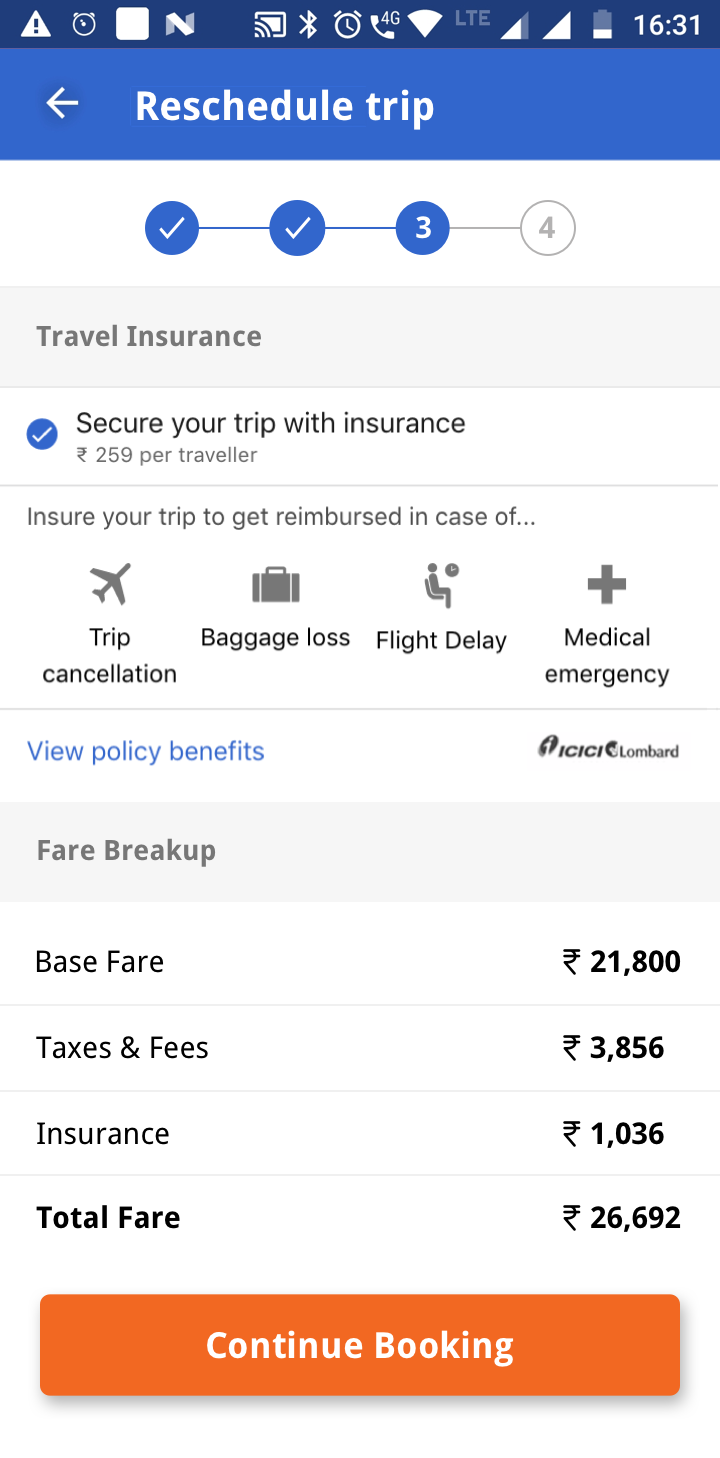 4G LTE 16:31
Reschedule trip
3 4
Travel Insurance
Secure your trip with insurance
₹ 259 per traveller
Insure your trip to get reimbursed in case of...
Trip
cancellation
Baggage loss
Flight Delay
Medical
emergency
View policy benefits
ICICI Lombard
Fare Breakup
Base Fare ₹ 21,800
Taxes & Fees ₹ 3,856
Insurance ₹ 1,036
Total Fare ₹ 26,692
Continue Booking